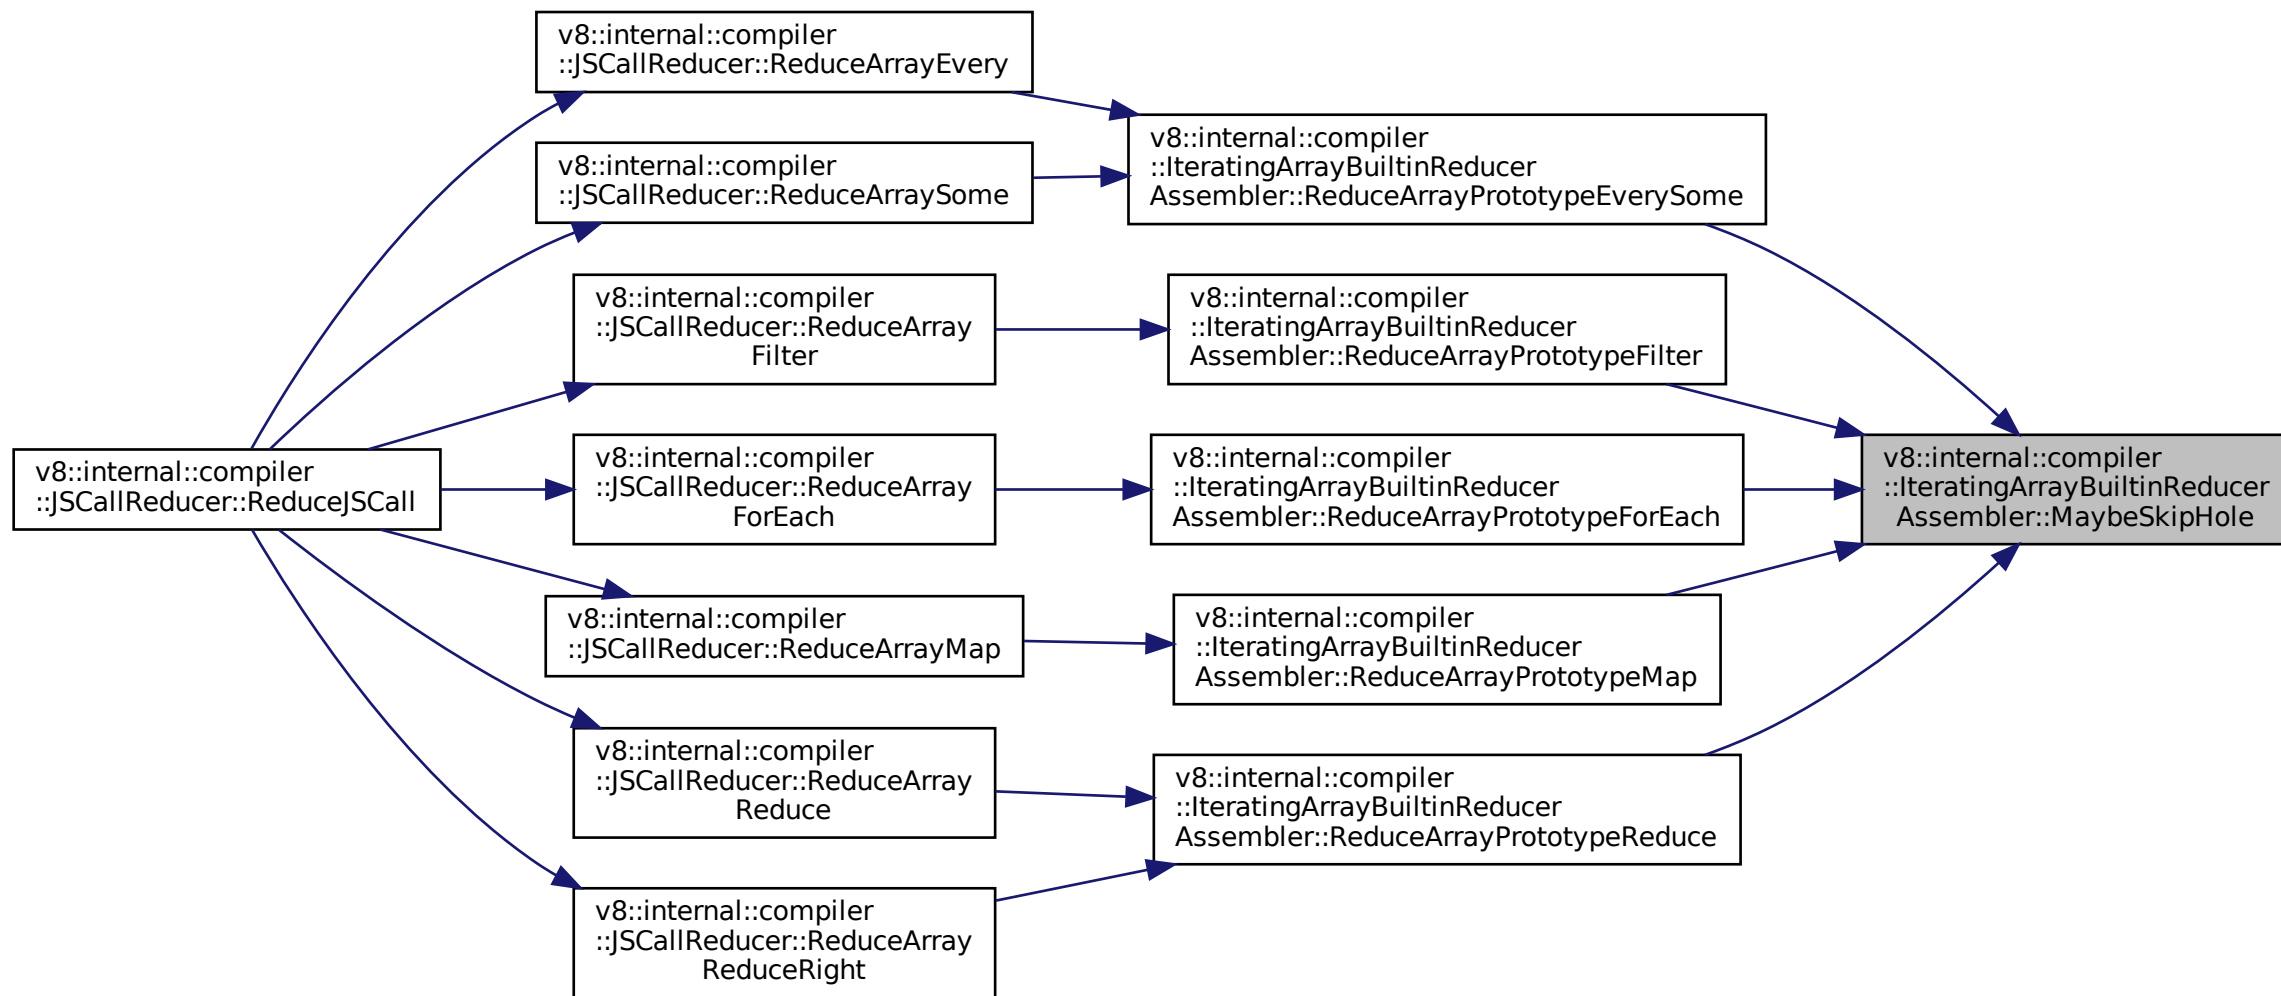 v8::internal::compiler
::JSCallReducer::ReduceArrayEvery
v8::internal::compiler
::IteratingArrayBuiltinReducer
Assembler::ReduceArrayPrototypeEverySome
v8::internal::compiler
::JSCallReducer::ReduceArraySome
v8::internal::compiler
::JSCallReducer::ReduceArray
Filter
v8::internal::compiler
::IteratingArrayBuiltinReducer
Assembler::ReduceArrayPrototypeFilter
v8::internal::compiler
::JSCallReducer::ReduceJSCall
v8::internal::compiler
::JSCallReducer::ReduceArray
ForEach
v8::internal::compiler
::IteratingArrayBuiltinReducer
Assembler::ReduceArrayPrototypeForEach
v8::internal::compiler
::IteratingArrayBuiltinReducer
Assembler::MaybeSkipHole
v8::internal::compiler
::JSCallReducer::ReduceArrayMap
v8::internal::compiler
::IteratingArrayBuiltinReducer
Assembler::ReduceArrayPrototypeMap
v8::internal::compiler
::JSCallReducer::ReduceArray
Reduce
v8::internal::compiler
::IteratingArrayBuiltinReducer
Assembler::ReduceArrayPrototypeReduce
v8::internal::compiler
::JSCallReducer::ReduceArray
ReduceRight